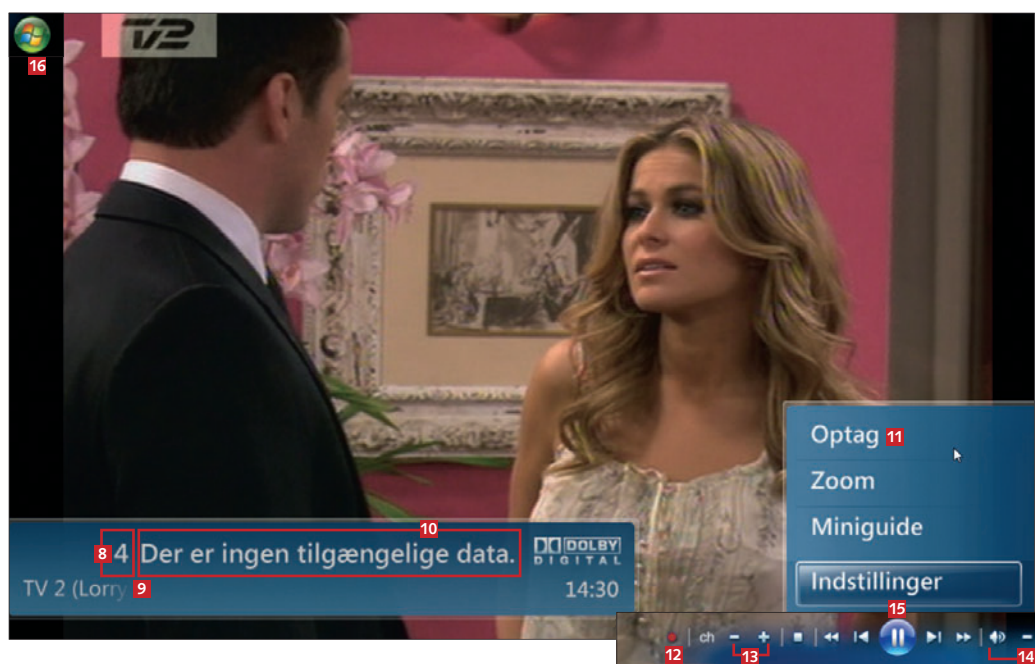 TV2
16
Optag 11
Zoom
Miniguide
Indstillinger
10
8 4 Der er ingen tilgængelige data. DOLBY DIGITAL
TV 2 (Lorry 9 14:30
15
ch
12 13 14